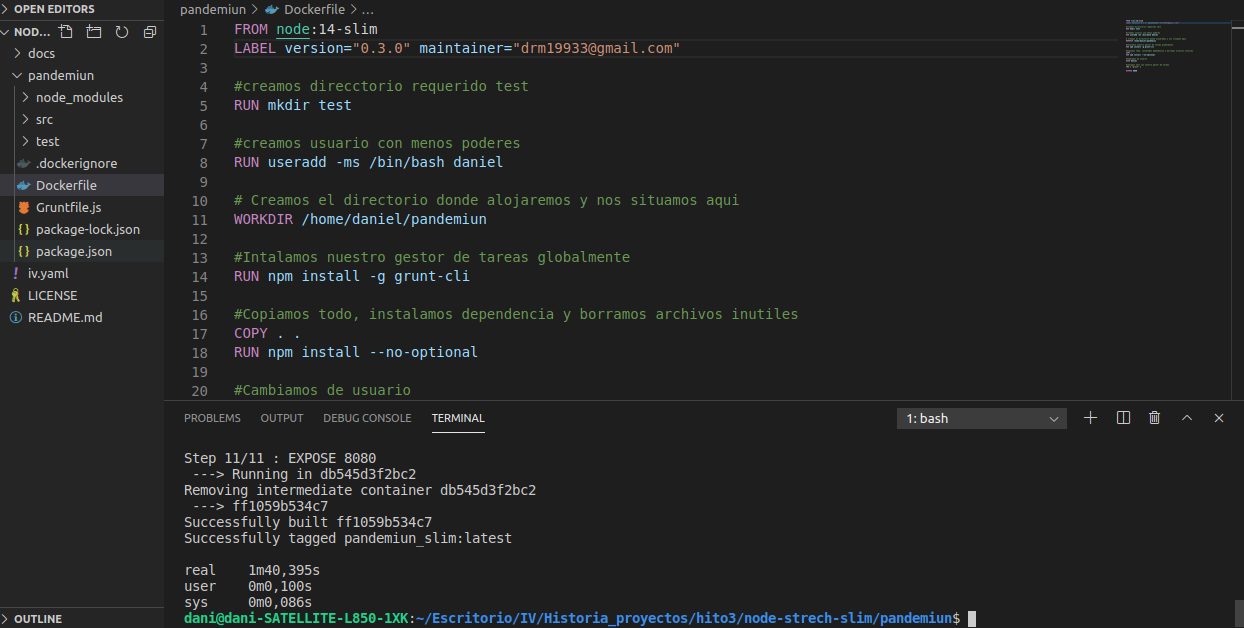 OPEN EDITORS
NOD...
docs
pandemiun
node_modules
src
test
.dockerignore
Dockerfile
Gruntfile.js
package-lock.json
package.json
iv.yaml
LICENSE
README.md
OUTLINE
pandemiun > Dockerfile > ...
1 FROM node:14-slim
2 LABEL version="0.3.0" maintainer="drm19933@gmail.com"
3
4 #creamos direcctorio requerido test
5 RUN mkdir test
6
7 #creamos usuario con menos poderes
8 RUN useradd -ms /bin/bash daniel
9
10 # Creamos el directorio donde alojaremos y nos situamos aqui
11 WORKDIR /home/daniel/pandemiun
12
13 #Intalamos nuestro gestor de tareas globalmente
14 RUN npm install -g grunt-cli
15
16 #Copiamos todo, instalamos dependencia y borramos archivos inutiles
17 COPY . .
18 RUN npm install --no-optional
19
20 #Cambiamos de usuario
PROBLEMS OUTPUT DEBUG CONSOLE TERMINAL 1: bash
Step 11/11 : EXPOSE 8080
---> Running in db545d3f2bc2
Removing intermediate container db545d3f2bc2
---> ff1059b534c7
Successfully built ff1059b534c7
Successfully tagged pandemiun_slim:latest
real 1m40,395s
user 0m0,100s
sys 0m0,086s
dani@dani-SATELLITE-L850-1XK:~/Escritorio/IV/Historia_proyectos/hito3/node-strech-slim/pandemiun$